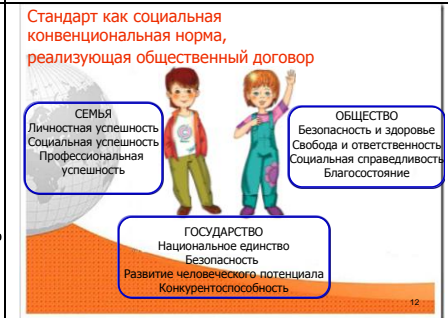 Стандарт как социальная
конвенциональная норма,
реализующая общественный договор
СЕМЬЯ
Личностная успешность
Социальная успешность
Профессиональная
успешность
ОБЩЕСТВО
Безопасность и здоровье
Свобода и ответственность
Социальная справедливость
Благосостояние
ГОСУДАРСТВО
Национальное единство
Безопасность
Развитие человеческого потенциала
Конкурентоспособность
12